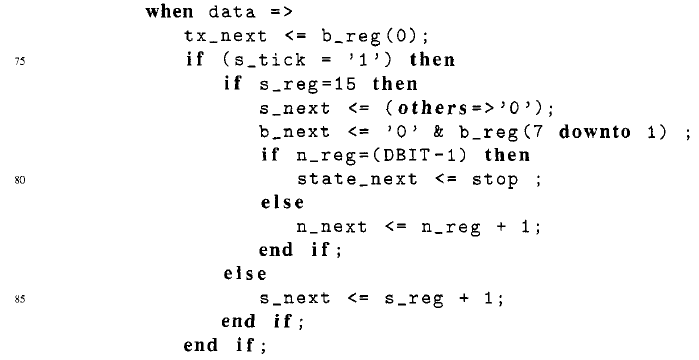 when data =>
tx_next <= b_reg(0);
75 if (s_tick = '1') then
if s_reg=15 then
s_next <= (others=>'0');
b_next <= '0' & b_reg(7 downto 1) ;
if n_reg=(DBIT-1) then
80 state_next <= stop ;
else
n_next <= n_reg + 1;
end if;
else
85 s_next <= s_reg + 1;
end if;
end if;